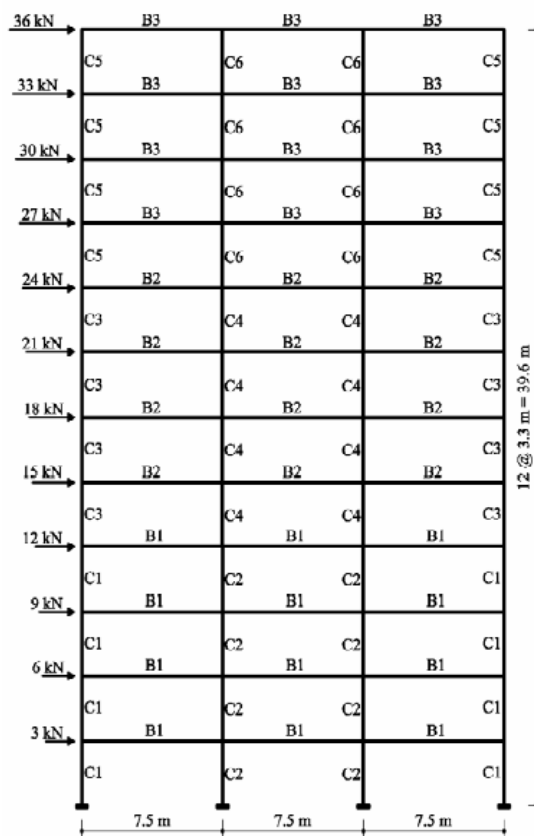 36 kN B3 B3 B3
C5 C6 C6 C5
33 kN B3 B3 B3
C5 C6 C6 C5
30 kN B3 B3 B3
C5 C6 C6 C5
27 kN B3 B3 B3
C5 C6 C6 C5
24 kN B2 B2 B2
C3 C4 C4 C3
21 kN B2 B2 B2
C3 C4 C4 C3
18 kN B2 B2 B2
C3 C4 C4 C3
15 kN B2 B2 B2
C3 C4 C4 C3
12 kN B1 B1 B1
C1 C2 C2 C1
9 kN B1 B1 B1
C1 C2 C2 C1
6 kN B1 B1 B1
C1 C2 C2 C1
3 kN B1 B1 B1
C1 C2 C2 C1
7.5 m 7.5 m 7.5 m
12 @ 3.3 m = 39.6 m